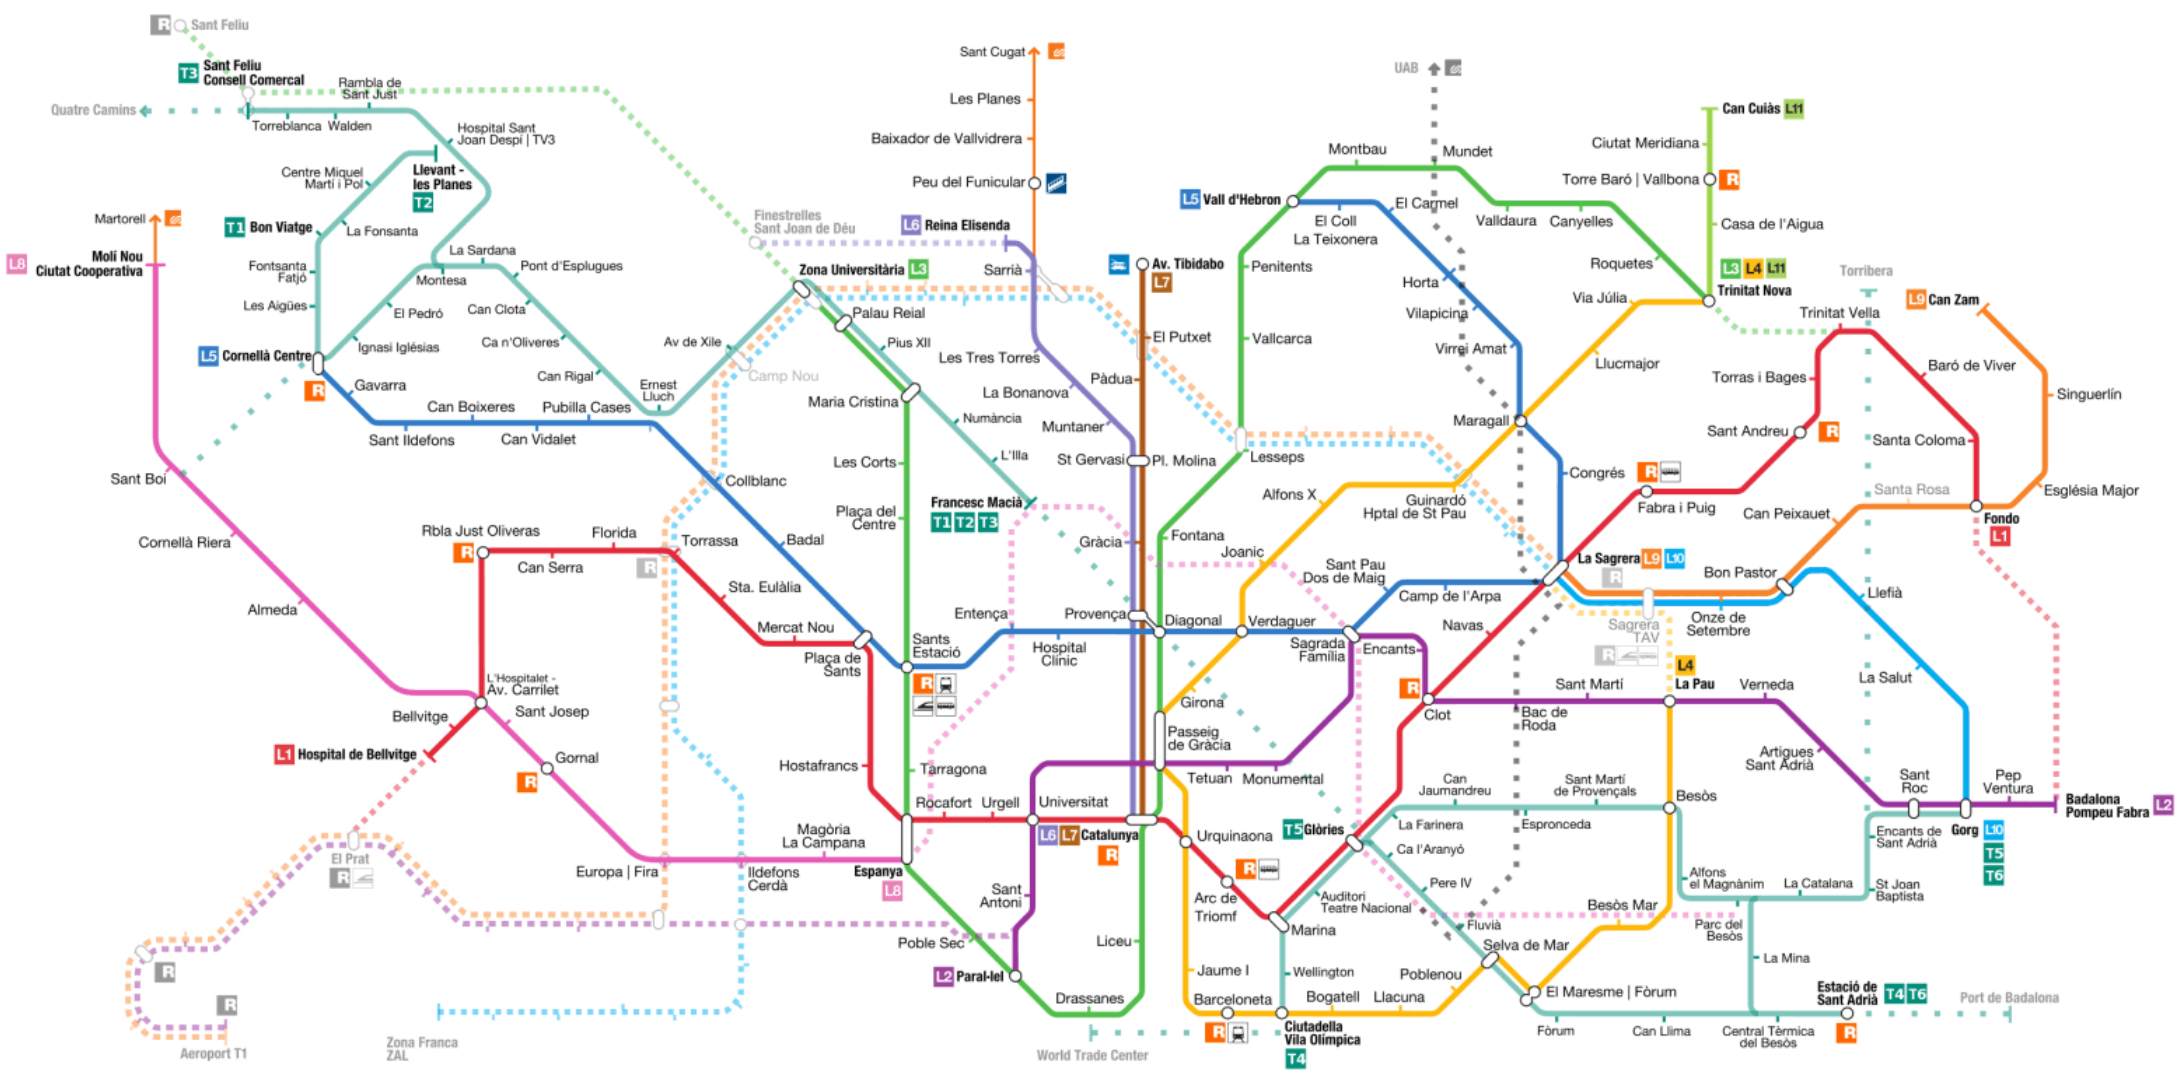 R Sant Feliu
T3 Sant Feliu
Consell Comercal
Quatre Camins
Rambla de
Sant Just
Torreblanca
Walden
Hospital Sant
Joan Despí | TV3
Centre Miquel
Martí i Pol
Llevant -
les Planes
T2
T1 Bon Viatge
La Fonsanta
Martorell
L8
Molí Nou
Ciutat Cooperativa
Fontsanta
Fatjó
Les Aigües
La Sardana
Montesa
Pont d'Esplugues
El Pedró
Can Clota
Ignasi Iglésias
Ca n'Oliveres
Can Rigal
L5 Cornellà Centre
R
Gavarra
Can Boixeres
Pubilla Cases
Sant Ildefons
Can Vidalet
Ernest
Lluch
Av de Xile
Camp Nou
Finestrelles
Sant Joan de Déu
Zona Universitària L3
Palau Reial
Pius XII
Maria Cristina
Numància
L'Illa
Les Corts
Plaça del
Centre
Francesc Macià
T1 T2 T3
Sant Cugat
Les Planes
Baixador de Vallvidrera
Peu del Funicular
L6 Reina Elisenda
Sarrià
Les Tres Torres
La Bonanova
Muntaner
St Gervasi
Pl. Molina
Av. Tibidabo
L7
El Putxet
Pàdua
Gràcia
Provença
UAB
L5 Vall d'Hebron
Montbau
Mundet
El Coll
La Teixonera
El Carmel
Valldaura
Canyelles
Roquetes
Penitents
Vallcarca
Lesseps
Fontana
Horta
Vilapicina
Virrei Amat
Maragall
Congrés
Can Cuiàs L11
Ciutat Meridiana
Torre Baró | Vallbona R
Casa de l'Aigua
L3 L4 L11
Trinitat Nova
Via Júlia
Llucmajor
Torribera
Trinitat Vella
L9 Can Zam
Torras i Bages
Baró de Viver
Singuerlín
Sant Andreu R
Santa Coloma
Església Major
R
Fabra i Puig
Santa Rosa
Can Peixauet
Fondo
L1
Alfons X
Guinardó
Hptal de St Pau
Joanic
Sant Pau
Dos de Maig
Camp de l'Arpa
La Sagrera L9 L10
R
Bon Pastor
Onze de
Setembre
Sagrera
TAV
R
Llefià
La Salut
Sant Boi
Cornellà Riera
Almeda
Rbla Just Oliveras
R
Can Serra
Florida
Torrassa
R
Sta. Eulàlia
Mercat Nou
Collblanc
Badal
Plaça de
Sants
Sants
Estació
R
Entença
Hospital
Clínic
Diagonal
Verdaguer
Sagrada
Família
Encants
Navas
R
Clot
L4
La Pau
Sant Martí
Bac de
Roda
Verneda
Artigues
Sant Adrià
L'Hospitalet -
Av. Carrilet
Bellvitge
Sant Josep
L1 Hospital de Bellvitge
Gornal
R
Hostafrancs
Tarragona
Girona
Passeig
de Gràcia
Tetuan
Monumental
Rocafort
Urgell
Universitat
L6 L7 Catalunya
R
Urquinaona
Magòria
La Campana
Europa | Fira
Ildefons
Cerdà
Espanya
L8
Sant
Antoni
Arc de
Triomf
R
T5 Glòries
Can
Jaumandreu
Sant Martí
de Provençals
Besòs
La Farinera
Espronceda
Ca l'Aranyó
Pere IV
Auditori
Teatre Nacional
Fluvià
Marina
Sant
Roc
Pep
Ventura
Badalona
Pompeu Fabra L2
Gorg L10
T5
T6
Encants de
Sant Adrià
Alfons
el Magnànim
La Catalana
St Joan
Baptista
Parc del
Besòs
La Mina
Besòs Mar
Selva de Mar
El Prat
R
Poble Sec
Liceu
L2 Paral·lel
Drassanes
Jaume I
Barceloneta
R
Wellington
Bogatell
Llacuna
Poblenou
Ciutadella
Vila Olímpica
T4
El Maresme | Fòrum
Fòrum
Can Llima
Central Tèrmica
del Besòs
Estació de
Sant Adrià T4 T6
R
Port de Badalona
R
R
Aeroport T1
Zona Franca
ZAL
World Trade Center